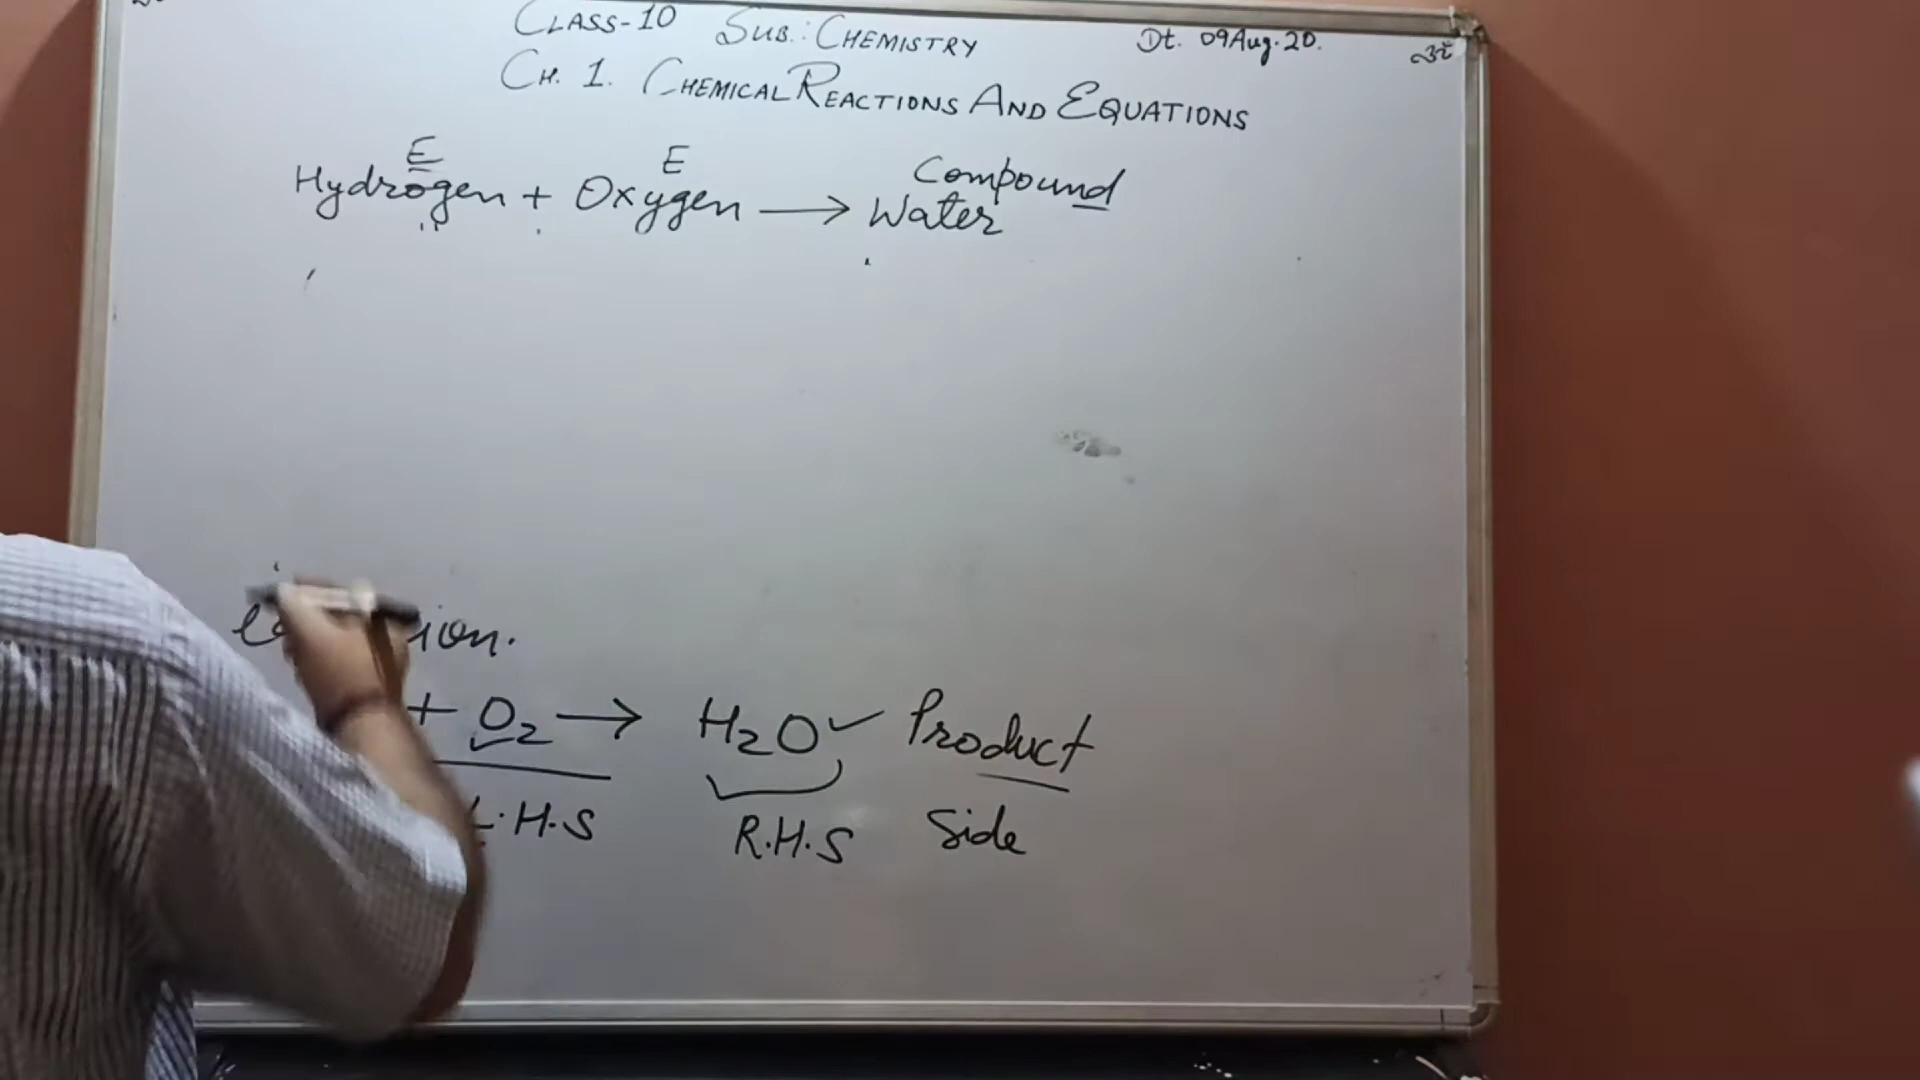 CLASS-10 SUB.: CHEMISTRY Dt. 09Aug.20.
CH. 1. CHEMICAL REACTIONS AND EQUATIONS
E E Compound
Hydrogen + Oxygen → Water
+ O₂ → H₂O ✓ Product
L.H.S R.H.S Side